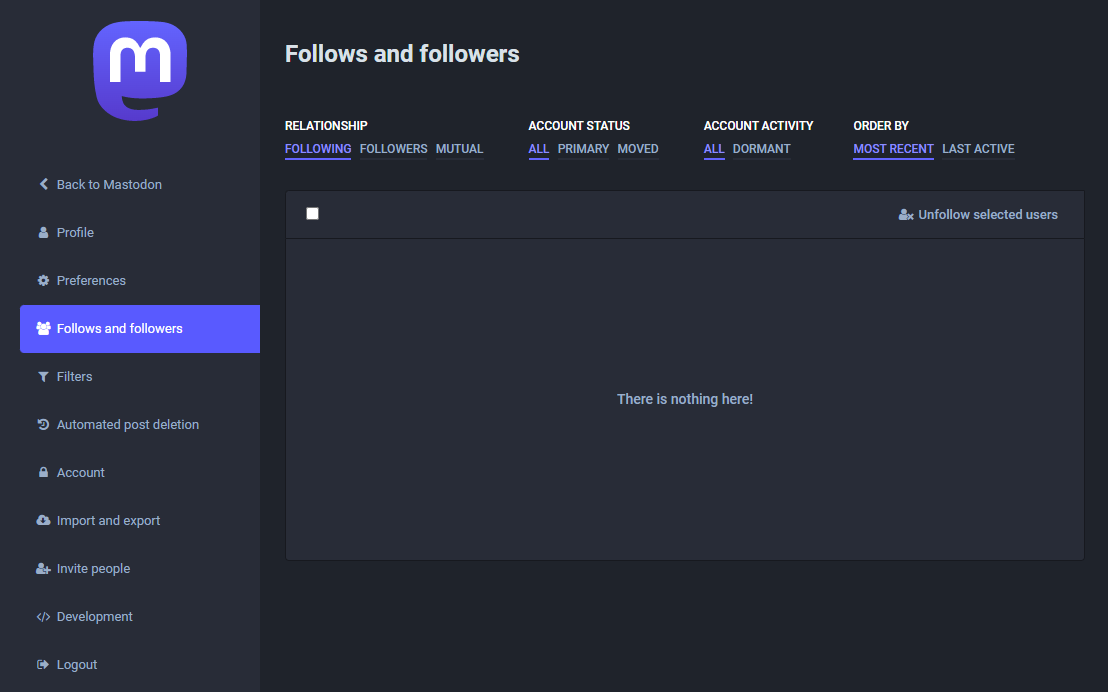 Back to Mastodon
Profile
Preferences
Follows and followers
Filters
Automated post deletion
Account
Import and export
Invite people
Development
Logout
Follows and followers
RELATIONSHIP
FOLLOWING FOLLOWERS MUTUAL
ACCOUNT STATUS
ALL PRIMARY MOVED
ACCOUNT ACTIVITY
ALL DORMANT
ORDER BY
MOST RECENT LAST ACTIVE
Unfollow selected users
There is nothing here!